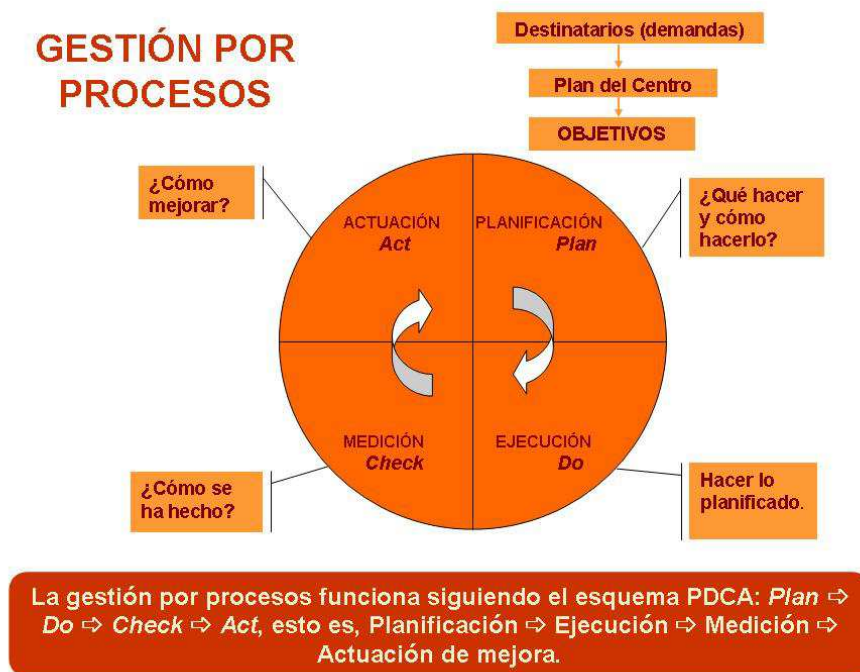 GESTIÓN POR
PROCESOS
Destinatarios (demandas)
Plan del Centro
OBJETIVOS
¿Cómo
mejorar?
ACTUACIÓN
Act
PLANIFICACIÓN
Plan
¿Qué hacer
y cómo
hacerlo?
MEDICIÓN
Check
EJECUCIÓN
Do
¿Cómo se
ha hecho?
Hacer lo
planificado.
La gestión por procesos funciona siguiendo el esquema PDCA: Plan ⇨
Do ⇨ Check ⇨ Act, esto es, Planificación ⇨ Ejecución ⇨ Medición ⇨
Actuación de mejora.